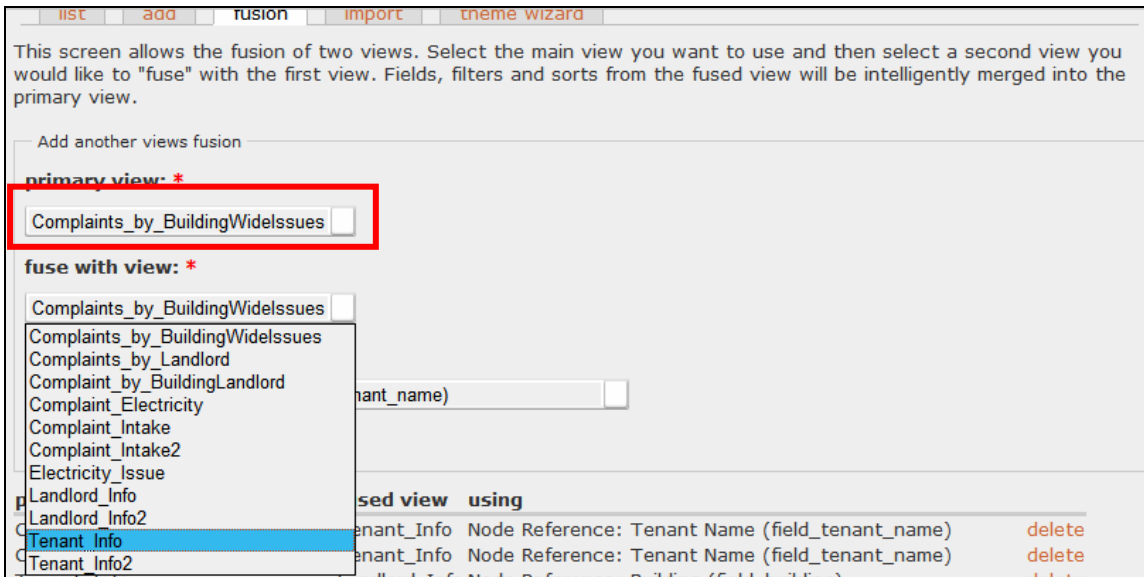 list add fusion import theme wizard
This screen allows the fusion of two views. Select the main view you want to use and then select a second view you
would like to "fuse" with the first view. Fields, filters and sorts from the fused view will be intelligently merged into the
primary view.
Add another views fusion
primary view: *
Complaints_by_BuildingWideIssues
fuse with view: *
Complaints_by_BuildingWideIssues
Complaints_by_BuildingWideIssues
Complaints_by_Landlord
Complaint_by_BuildingLandlord
Complaint_Electricity
Complaint_Intake
Complaint_Intake2
Electricity_Issue
Landlord_Info
Landlord_Info2
Tenant_Info
Tenant_Info2
nant_name)
sed view using
enant_Info Node Reference: Tenant Name (field_tenant_name) delete
enant_Info Node Reference: Tenant Name (field_tenant_name) delete